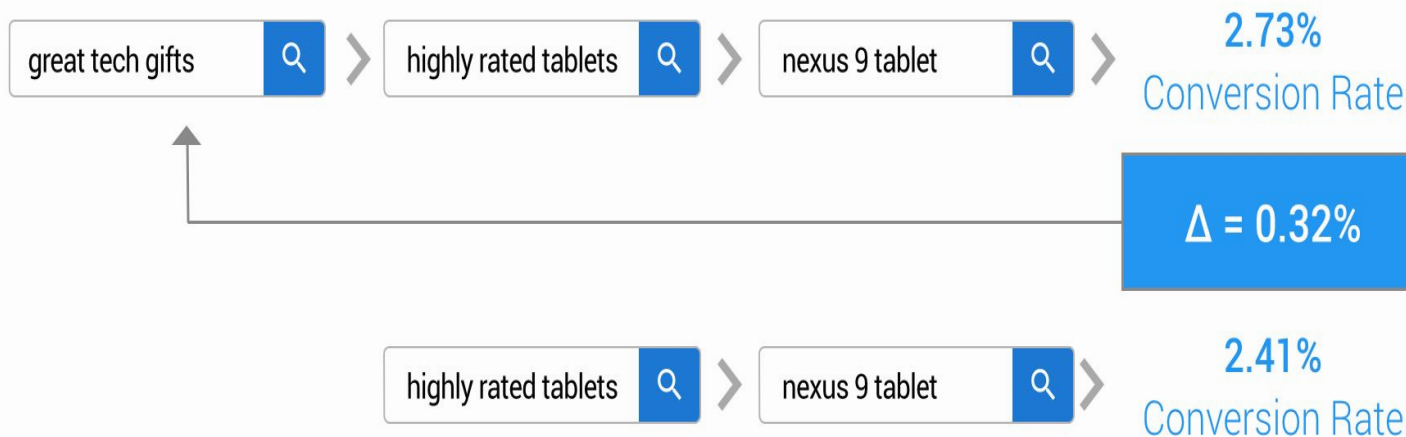 great tech gifts
highly rated tablets
nexus 9 tablet
2.73%
Conversion Rate
Δ = 0.32%
highly rated tablets
nexus 9 tablet
2.41%
Conversion Rate